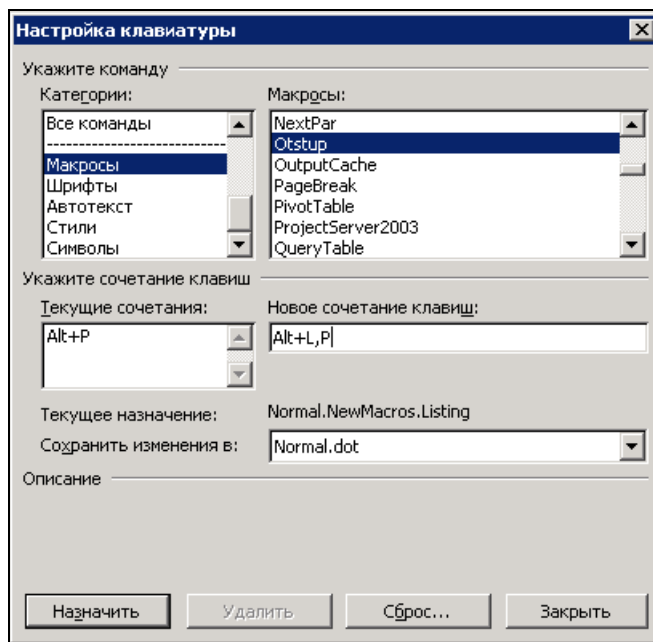 Настройка клавиатуры
Укажите команду
Категории:
Макросы:
Все команды
Макросы
Шрифты
Автотекст
Стили
Символы
NextPar
Otstup
OutputCache
PageBreak
PivotTable
ProjectServer2003
QueryTable
Укажите сочетание клавиш
Текущие сочетания:
Новое сочетание клавиш:
Alt+P
Alt+L,P
Текущее назначение:
Normal.NewMacros.Listing
Сохранить изменения в:
Normal.dot
Описание
Назначить
Удалить
Сброс...
Закрыть